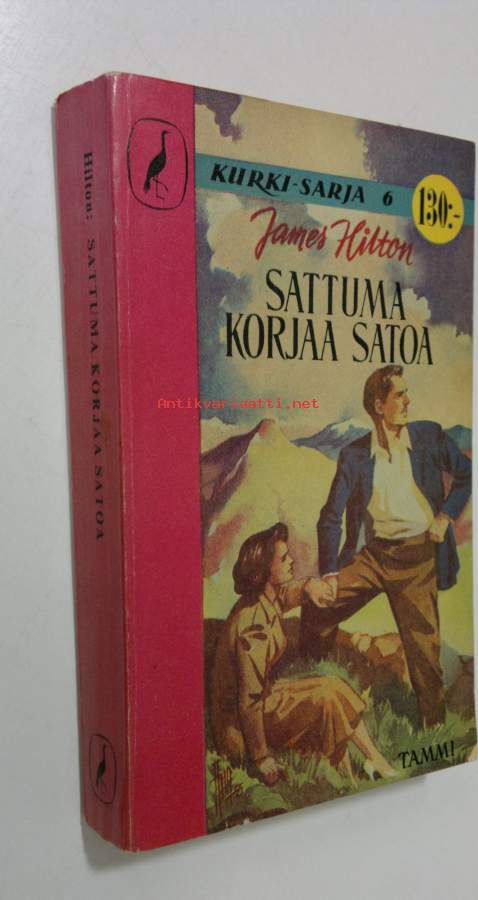 Hilton: SATTUMA KORJAA SATOA
KURKI-SARJA 6
130:-
James Hilton
SATTUMA
KORJAA SATOA
Antikvariaatti.net
TAMMI